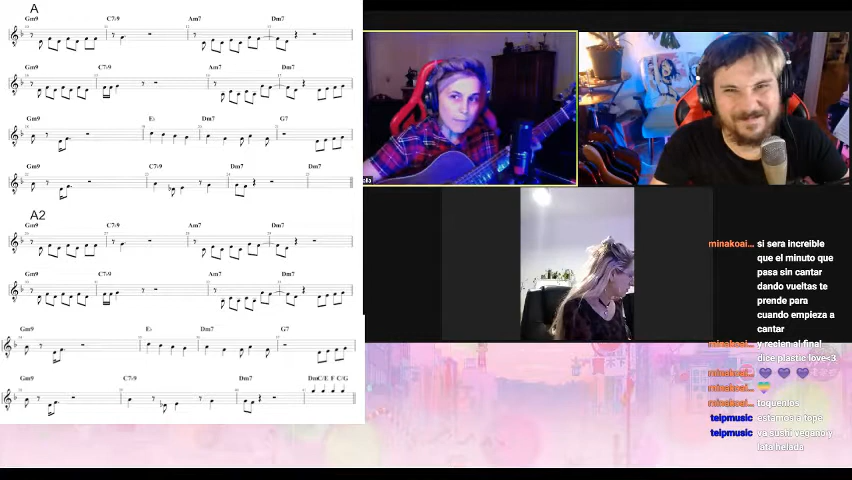 A
Gm9 C7♭9 Am7 Dm7
Gm9 C7♭9 Am7 Dm7
Gm9 E♭ Dm7 G7
Gm9 C7♭9 Dm7 Dm7
A2
Gm9 C7♭9 Am7 Dm7
Gm9 C7♭9 Am7 Dm7
Gm9 E♭ Dm7 G7
Gm9 C7♭9 Dm7 DmC/E F C/G
minakoai... si sera increible
que el minuto que
pasa sin cantar
dando vueltas te
prende para
cuando empieza a
cantar
minakoai... y recien al final
dice plastic love<3
minakoai... 💜 💜 💜
minakoai...
minakoai... toquenlos
telpmusic estamos a tope
telpmusic va sushi vegano y
lata helada